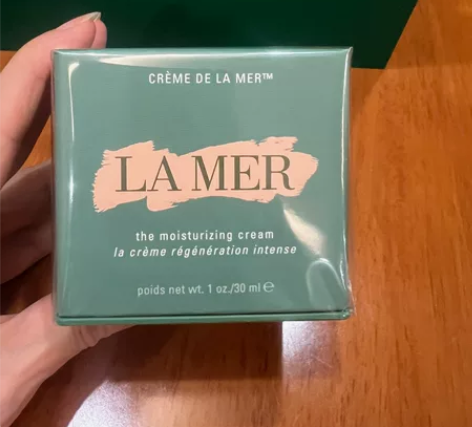 CRÈME DE LA MER™
LA MER
the moisturizing cream
la crème régénération intense
poids net wt. 1 oz./30 ml ℮